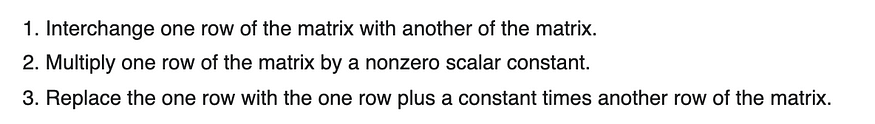 1. Interchange one row of the matrix with another of the matrix.
2. Multiply one row of the matrix by a nonzero scalar constant.
3. Replace the one row with the one row plus a constant times another row of the matrix.